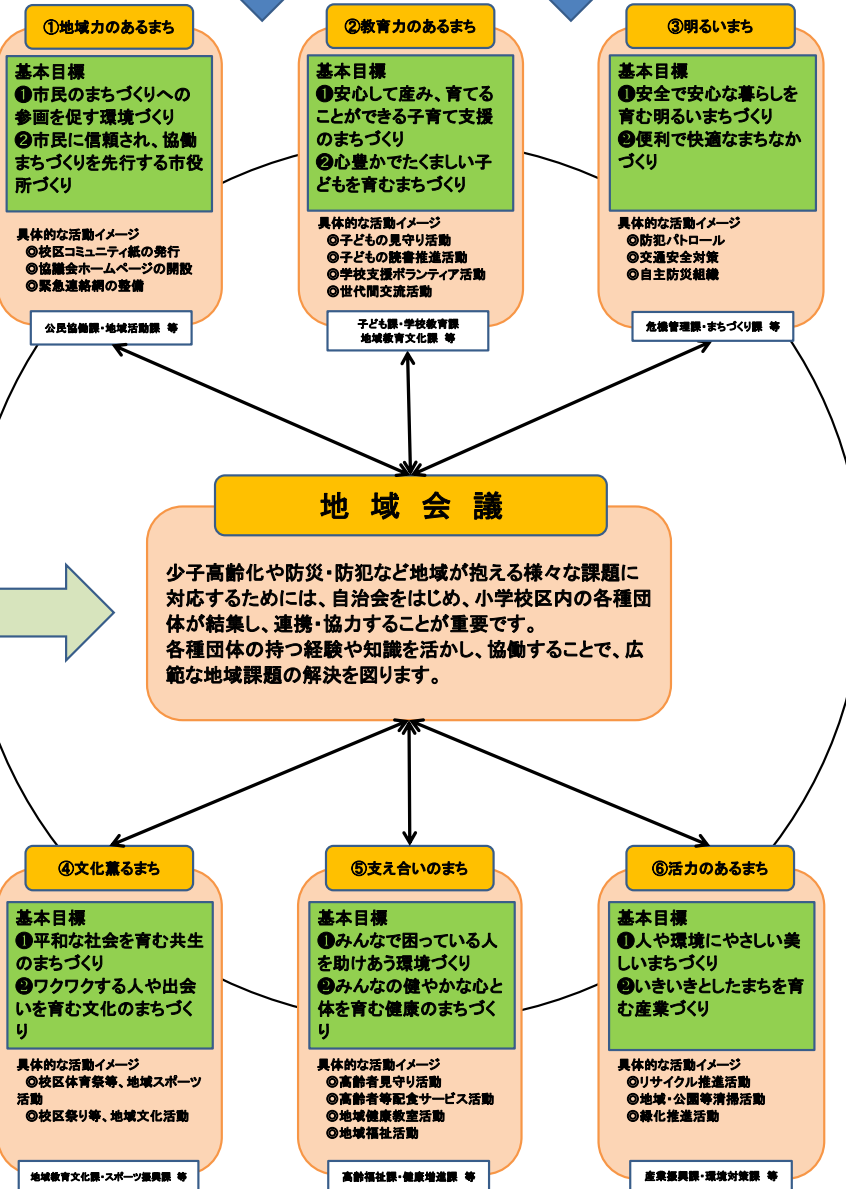 ①地域力のあるまち
基本目標
❶市民のまちづくりへの
参画を促す環境づくり
❷市民に信頼され、協働
まちづくりを先行する市役
所づくり
具体的な活動イメージ
◎校区コミュニティ紙の発行
◎協議会ホームページの開設
◎緊急連絡網の整備
公民協働課・地域活動課 等
②教育力のあるまち
基本目標
❶安心して産み、育てる
ことができる子育て支援
のまちづくり
❷心豊かでたくましい子
どもを育むまちづくり
具体的な活動イメージ
◎子どもの見守り活動
◎子どもの読書推進活動
◎学校支援ボランティア活動
◎世代間交流活動
子ども課・学校教育課
地域教育文化課 等
③明るいまち
基本目標
❶安全で安心な暮らしを
育む明るいまちづくり
❷便利で快適なまちなか
づくり
具体的な活動イメージ
◎防犯パトロール
◎交通安全対策
◎自主防災組織
危機管理課・まちづくり課 等
地 域 会 議
少子高齢化や防災・防犯など地域が抱える様々な課題に
対応するためには、自治会をはじめ、小学校区内の各種団
体が結集し、連携・協力することが重要です。
各種団体の持つ経験や知識を活かし、協働することで、広
範な地域課題の解決を図ります。
④文化薫るまち
基本目標
❶平和な社会を育む共生
のまちづくり
❷ワクワクする人や出会
いを育む文化のまちづく
り
具体的な活動イメージ
◎校区体育祭等、地域スポーツ
活動
◎校区祭り等、地域文化活動
地域教育文化課・スポーツ振興課 等
⑤支え合いのまち
基本目標
❶みんなで困っている人
を助けあう環境づくり
❷みんなの健やかな心と
体を育む健康のまちづく
り
具体的な活動イメージ
◎高齢者見守り活動
◎高齢者等配食サービス活動
◎地域健康教室活動
◎地域福祉活動
高齢福祉課・健康増進課 等
⑥活力のあるまち
基本目標
❶人や環境にやさしい美
しいまちづくり
❷いきいきとしたまちを育
む産業づくり
具体的な活動イメージ
◎リサイクル推進活動
◎地域・公園等清掃活動
◎緑化推進活動
産業振興課・環境対策課 等